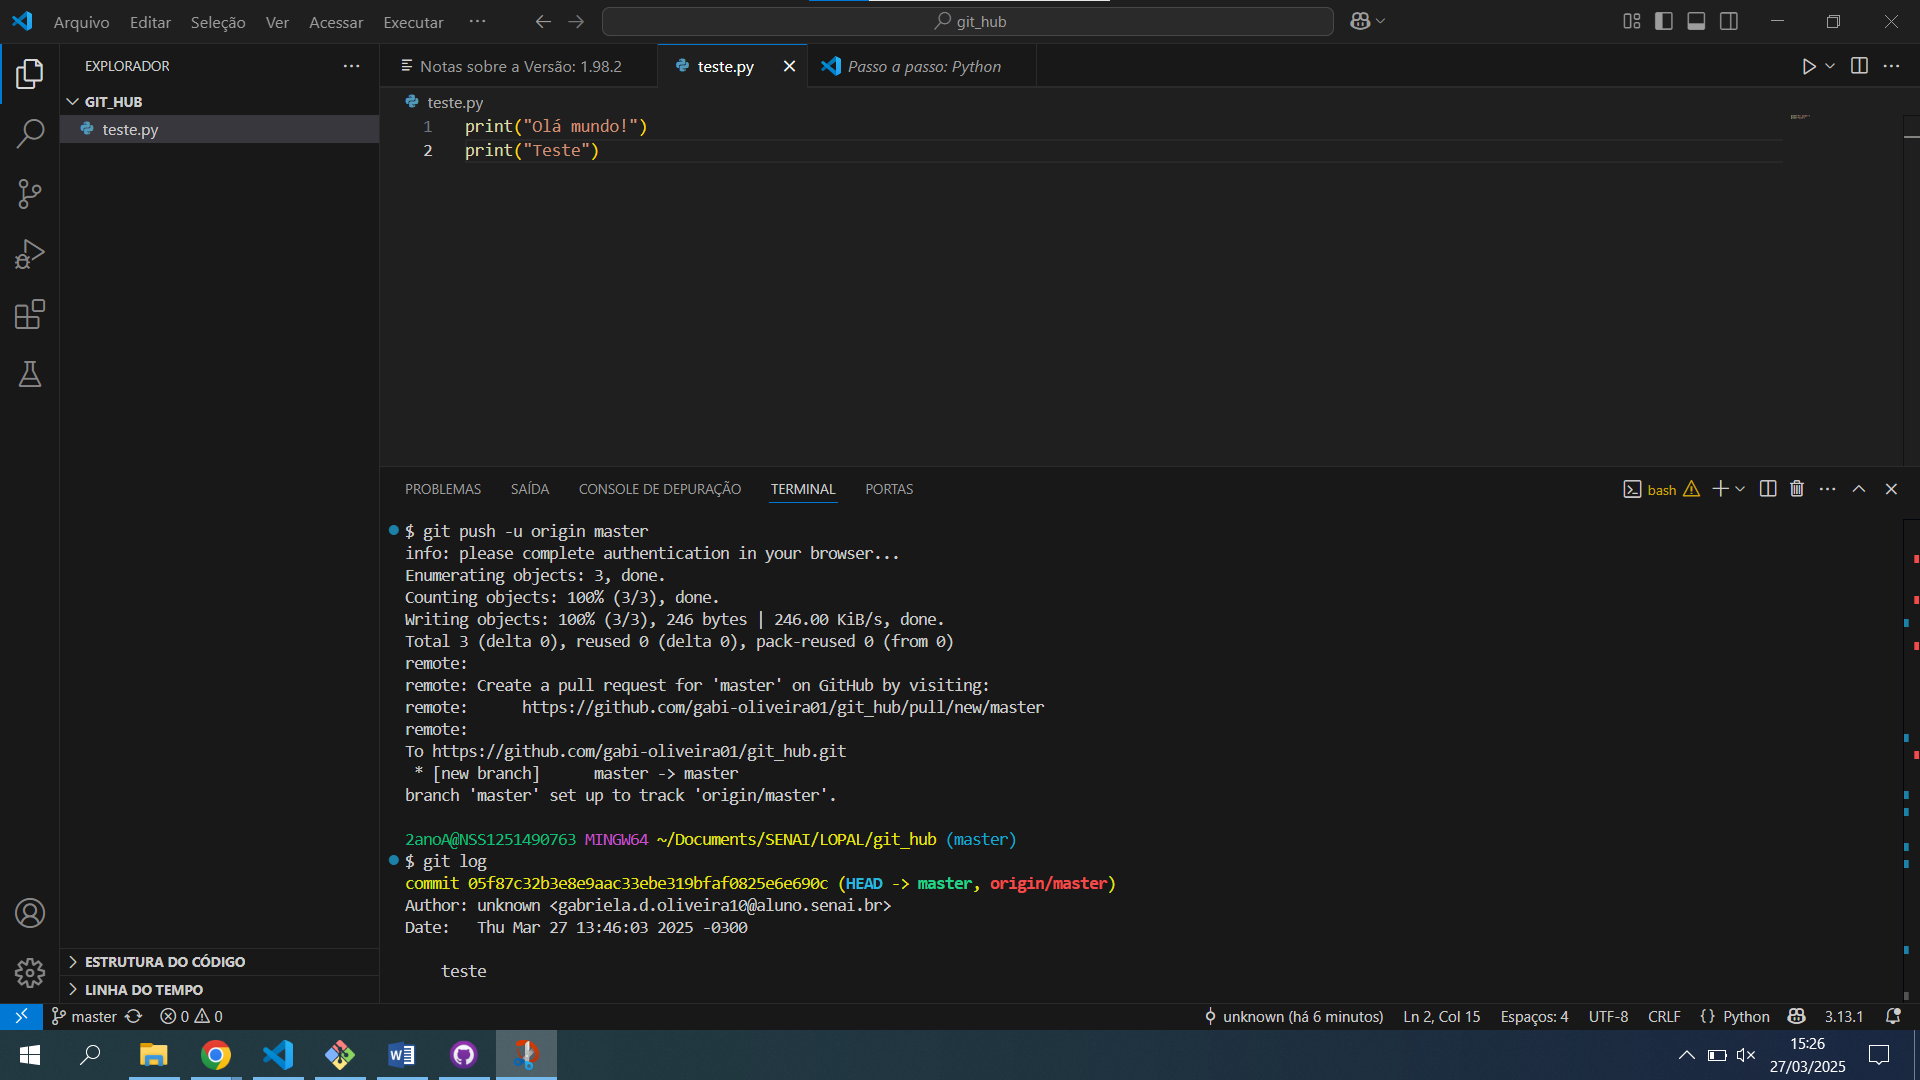 Arquivo Editar Seleção Ver Acessar Executar ··· git_hub
EXPLORADOR ···
GIT_HUB
teste.py
Notas sobre a Versão: 1.98.2
teste.py
Passo a passo: Python
teste.py
1 print("Olá mundo!")
2 print("Teste")
PROBLEMAS SAÍDA CONSOLE DE DEPURAÇÃO TERMINAL PORTAS
bash
$ git push -u origin master
info: please complete authentication in your browser...
Enumerating objects: 3, done.
Counting objects: 100% (3/3), done.
Writing objects: 100% (3/3), 246 bytes | 246.00 KiB/s, done.
Total 3 (delta 0), reused 0 (delta 0), pack-reused 0 (from 0)
remote:
remote: Create a pull request for 'master' on GitHub by visiting:
remote:      https://github.com/gabi-oliveira01/git_hub/pull/new/master
remote:
To https://github.com/gabi-oliveira01/git_hub.git
 * [new branch]      master -> master
branch 'master' set up to track 'origin/master'.
2anoA@NSS1251490763 MINGW64 ~/Documents/SENAI/LOPAL/git_hub (master)
$ git log
commit 05f87c32b3e8e9aac33ebe319bfaf0825e6e690c (HEAD -> master, origin/master)
Author: unknown <gabriela.d.oliveira10@aluno.senai.br>
Date:   Thu Mar 27 13:46:03 2025 -0300
    teste
ESTRUTURA DO CÓDIGO
LINHA DO TEMPO
master 0 0 unknown (há 6 minutos) Ln 2, Col 15 Espaços: 4 UTF-8 CRLF {} Python 3.13.1
15:26
27/03/2025